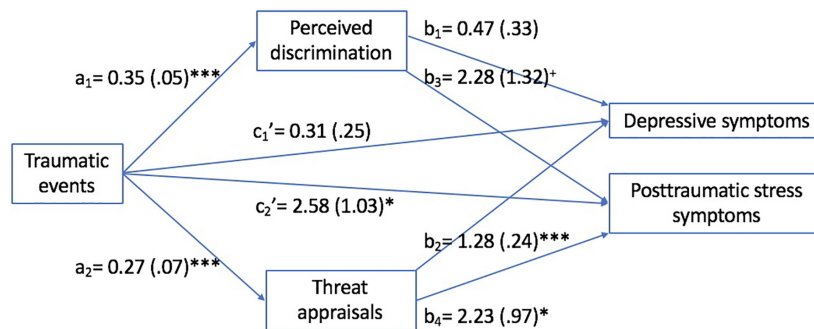 Perceived
discrimination
b₁= 0.47 (.33)
b₃= 2.28 (1.32)⁺
a₁= 0.35 (.05)***
Depressive symptoms
c₁’= 0.31 (.25)
Traumatic
events
Posttraumatic stress
symptoms
c₂’= 2.58 (1.03)*
b₂= 1.28 (.24)***
a₂= 0.27 (.07)***
Threat
appraisals
b₄= 2.23 (.97)*